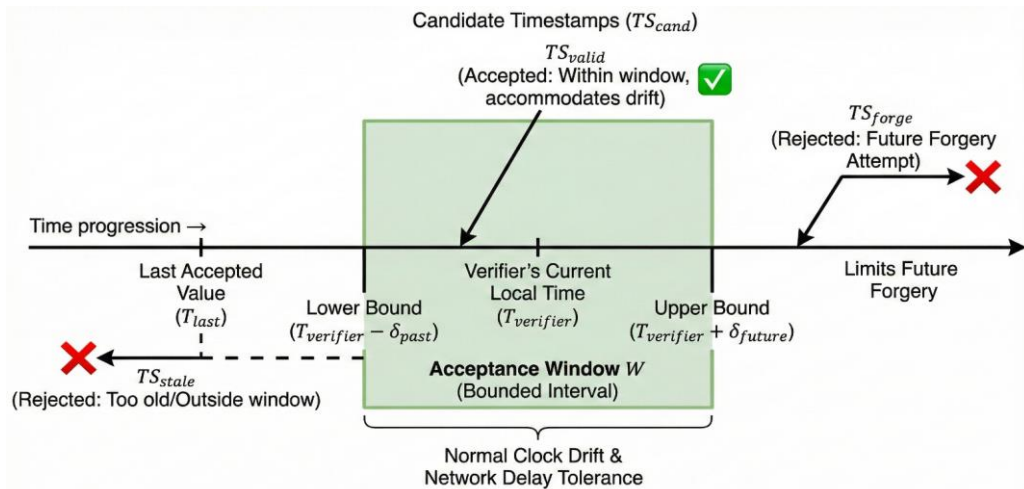 Candidate Timestamps (TS_cand)
TS_valid
(Accepted: Within window,
accommodates drift)
TS_forge
(Rejected: Future Forgery
Attempt)
Time progression →
Last Accepted
Value
(T_last)
Lower Bound
(T_verifier − δ_past)
Verifier's Current
Local Time
(T_verifier)
Upper Bound
(T_verifier + δ_future)
Limits Future
Forgery
TS_stale
(Rejected: Too old/Outside window)
Acceptance Window W
(Bounded Interval)
Normal Clock Drift &
Network Delay Tolerance